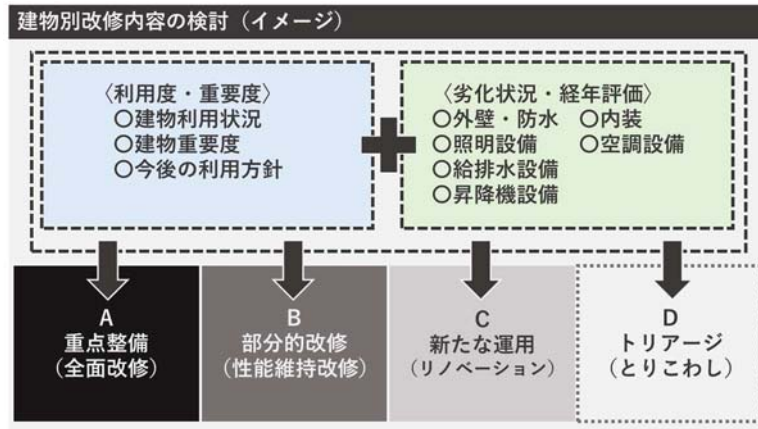 建物別改修内容の検討（イメージ）
〈利用度・重要度〉
○建物利用状況
○建物重要度
○今後の利用方針
〈劣化状況・経年評価〉
○外壁・防水 ○内装
○照明設備 ○空調設備
○給排水設備
○昇降機設備
A
重点整備
（全面改修）
B
部分的改修
（性能維持改修）
C
新たな運用
（リノベーション）
D
トリアージ
（とりこわし）